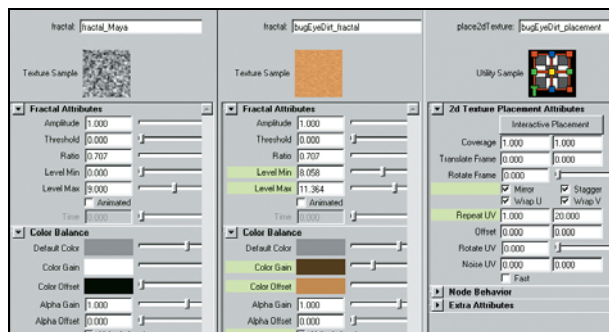 fractal: fractal_Maya
Texture Sample
Fractal Attributes
Amplitude 1.000
Threshold 0.000
Ratio 0.707
Level Min 0.000
Level Max 9.000
Animated
Time 0.000
Color Balance
Default Color
Color Gain
Color Offset
Alpha Gain 1.000
Alpha Offset 0.000
fractal: bugEyeDirt_fractal
Texture Sample
Fractal Attributes
Amplitude 1.000
Threshold 0.000
Ratio 0.707
Level Min 8.058
Level Max 11.364
Animated
Time 0.000
Color Balance
Default Color
Color Gain
Color Offset
Alpha Gain 1.000
Alpha Offset 0.000
place2dTexture: bugEyeDirt_placement
Utility Sample
2d Texture Placement Attributes
Interactive Placement
Coverage 1.000 1.000
Translate Frame 0.000 0.000
Rotate Frame 0.000
Mirror Stagger
Wrap U Wrap V
Repeat UV 1.000 20.000
Offset 0.000 0.000
Rotate UV 0.000
Noise UV 0.000 0.000
Fast
Node Behavior
Extra Attributes